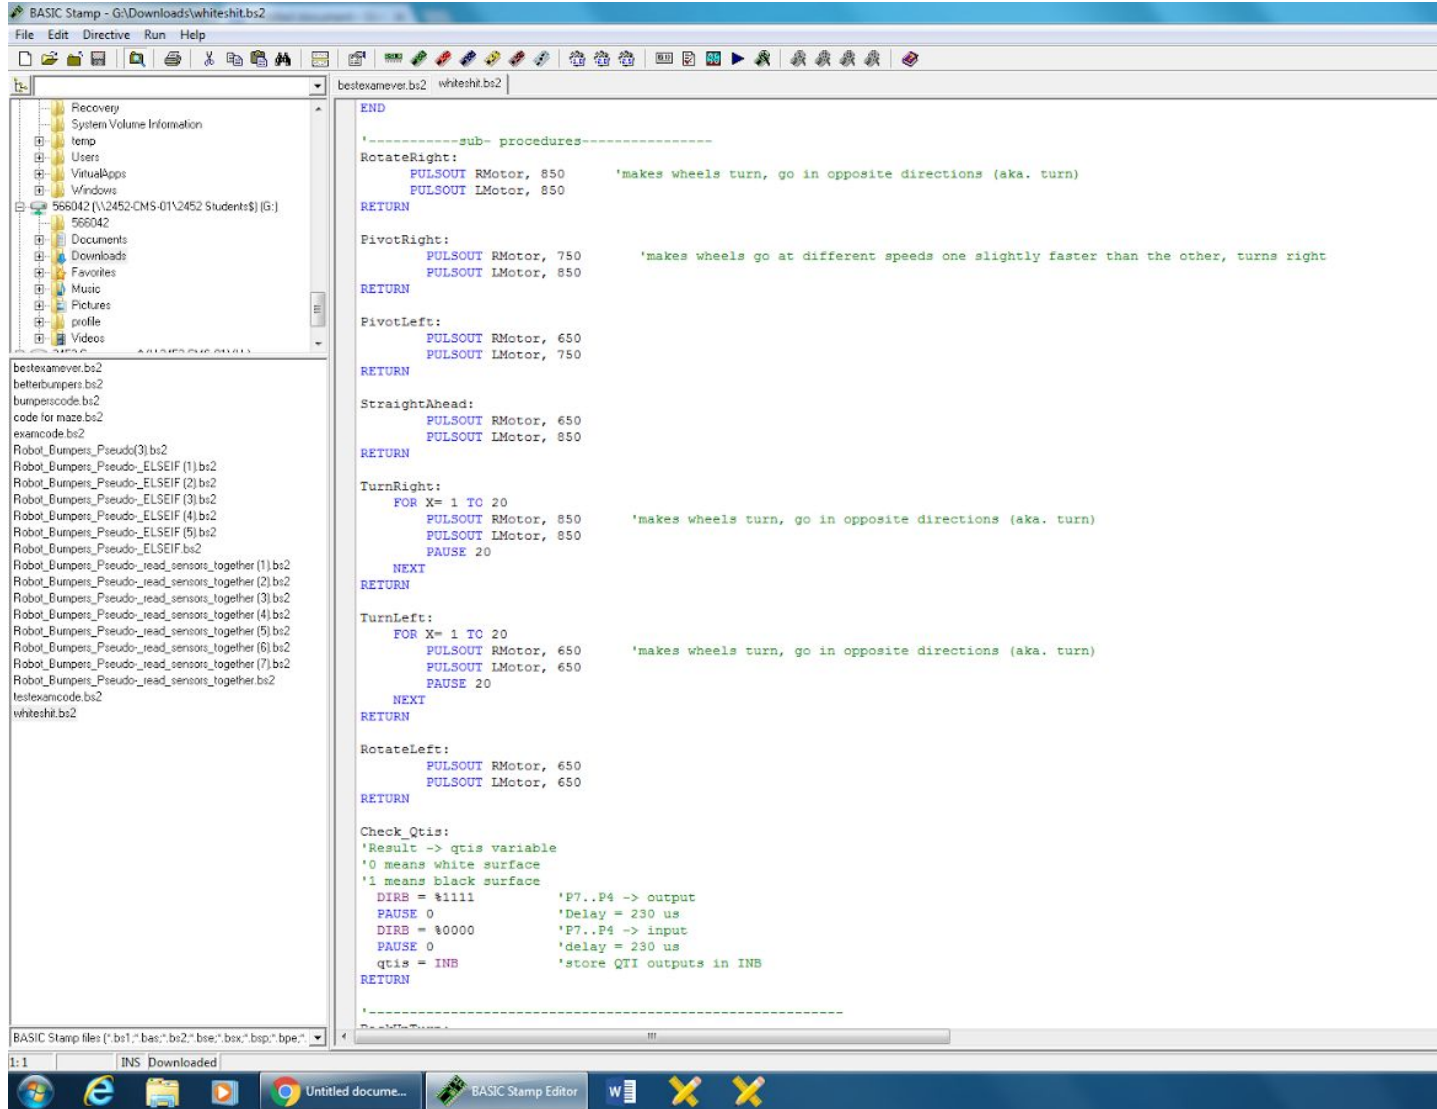 BASIC Stamp - G:\Downloads\whiteshit.bs2
File Edit Directive Run Help
bestexamever.bs2 whiteshit.bs2
Recovery
System Volume Information
temp
Users
VirtualApps
Windows
566042 (\\2452-CMS-01\2452 Students$) (G:)
566042
Documents
Downloads
Favorites
Music
Pictures
profile
Videos
bestexamever.bs2
betterbumpers.bs2
bumperscode.bs2
code for maze.bs2
examcode.bs2
Robot_Bumpers_Pseudo(3).bs2
Robot_Bumpers_Pseudo-_ELSEIF (1).bs2
Robot_Bumpers_Pseudo-_ELSEIF (2).bs2
Robot_Bumpers_Pseudo-_ELSEIF (3).bs2
Robot_Bumpers_Pseudo-_ELSEIF (4).bs2
Robot_Bumpers_Pseudo-_ELSEIF (5).bs2
Robot_Bumpers_Pseudo-_ELSEIF.bs2
Robot_Bumpers_Pseudo-_read_sensors_together (1).bs2
Robot_Bumpers_Pseudo-_read_sensors_together (2).bs2
Robot_Bumpers_Pseudo-_read_sensors_together (3).bs2
Robot_Bumpers_Pseudo-_read_sensors_together (4).bs2
Robot_Bumpers_Pseudo-_read_sensors_together (5).bs2
Robot_Bumpers_Pseudo-_read_sensors_together (6).bs2
Robot_Bumpers_Pseudo-_read_sensors_together (7).bs2
Robot_Bumpers_Pseudo-_read_sensors_together.bs2
testexamcode.bs2
whiteshit.bs2
BASIC Stamp files (*.bs1;*.bas;*.bs2;*.bse;*.bsx;*.bsp;*.bpe;*.
END
'-----------sub- procedures----------------
RotateRight:
PULSOUT RMotor, 850 'makes wheels turn, go in opposite directions (aka. turn)
PULSOUT LMotor, 850
RETURN
PivotRight:
PULSOUT RMotor, 750 'makes wheels go at different speeds one slightly faster than the other, turns right
PULSOUT LMotor, 850
RETURN
PivotLeft:
PULSOUT RMotor, 650
PULSOUT LMotor, 750
RETURN
StraightAhead:
PULSOUT RMotor, 650
PULSOUT LMotor, 850
RETURN
TurnRight:
FOR X= 1 TO 20
PULSOUT RMotor, 850 'makes wheels turn, go in opposite directions (aka. turn)
PULSOUT LMotor, 850
PAUSE 20
NEXT
RETURN
TurnLeft:
FOR X= 1 TO 20
PULSOUT RMotor, 650 'makes wheels turn, go in opposite directions (aka. turn)
PULSOUT LMotor, 650
PAUSE 20
NEXT
RETURN
RotateLeft:
PULSOUT RMotor, 650
PULSOUT LMotor, 650
RETURN
Check_Qtis:
'Result -> qtis variable
'0 means white surface
'1 means black surface
DIRB = %1111 'P7..P4 -> output
PAUSE 0 'Delay = 230 us
DIRB = %0000 'P7..P4 -> input
PAUSE 0 'delay = 230 us
qtis = INB 'store QTI outputs in INB
RETURN
'----------------------------------------------------------
1: 1 INS Downloaded
Untitled docume... BASIC Stamp Editor